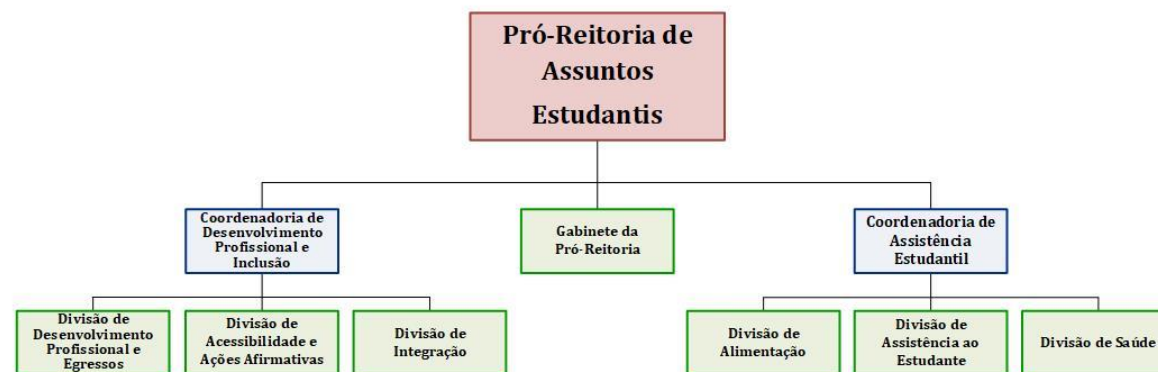 Pró-Reitoria de
Assuntos
Estudantis
Coordenadoria de
Desenvolvimento
Profissional e
Inclusão
Gabinete da
Pró-Reitoria
Coordenadoria de
Assistência
Estudantil
Divisão de
Desenvolvimento
Profissional e
Egressos
Divisão de
Acessibilidade e
Ações Afirmativas
Divisão de
Integração
Divisão de
Alimentação
Divisão de
Assistência ao
Estudante
Divisão de Saúde